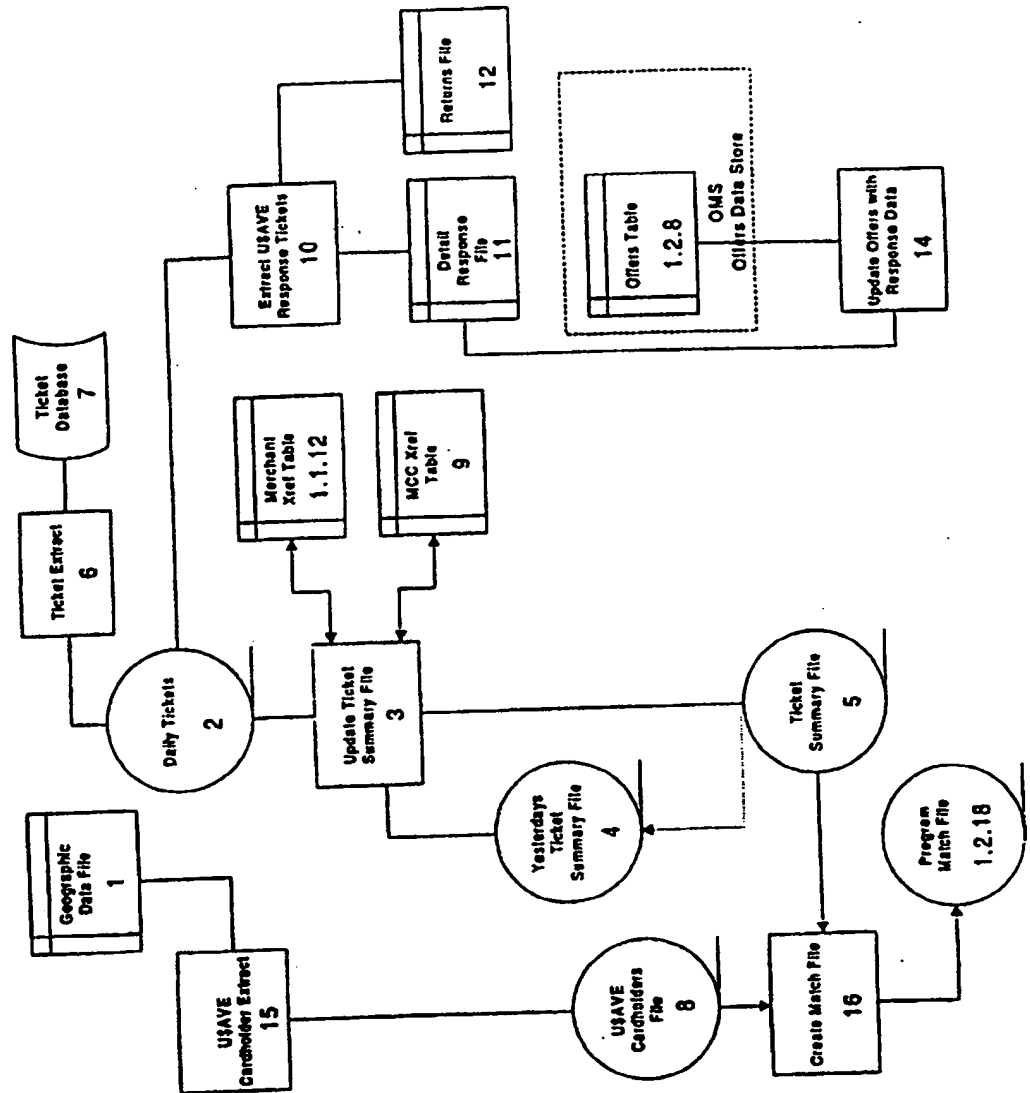 Geographic
Data File
1
U$AVE
Cardholder Extract
15
U$AVE
Cardholders
File
8
Create Match File
16
Program
Match File
1.2.18
Ticket
Database
7
Ticket Extract
6
Daily Tickets
2
Update Ticket
Summary File
3
Yesterdays
Ticket
Summary File
4
Ticket
Summary File
5
Merchant
Xref Table
1.1.12
MCC Xref
Table
9
Extract U$AVE
Response Tickets
10
Returns File
12
Detail
Response
File
11
Offers Table
1.2.8
OMS
Offers Data Store
Update Offers with
Response Data
14